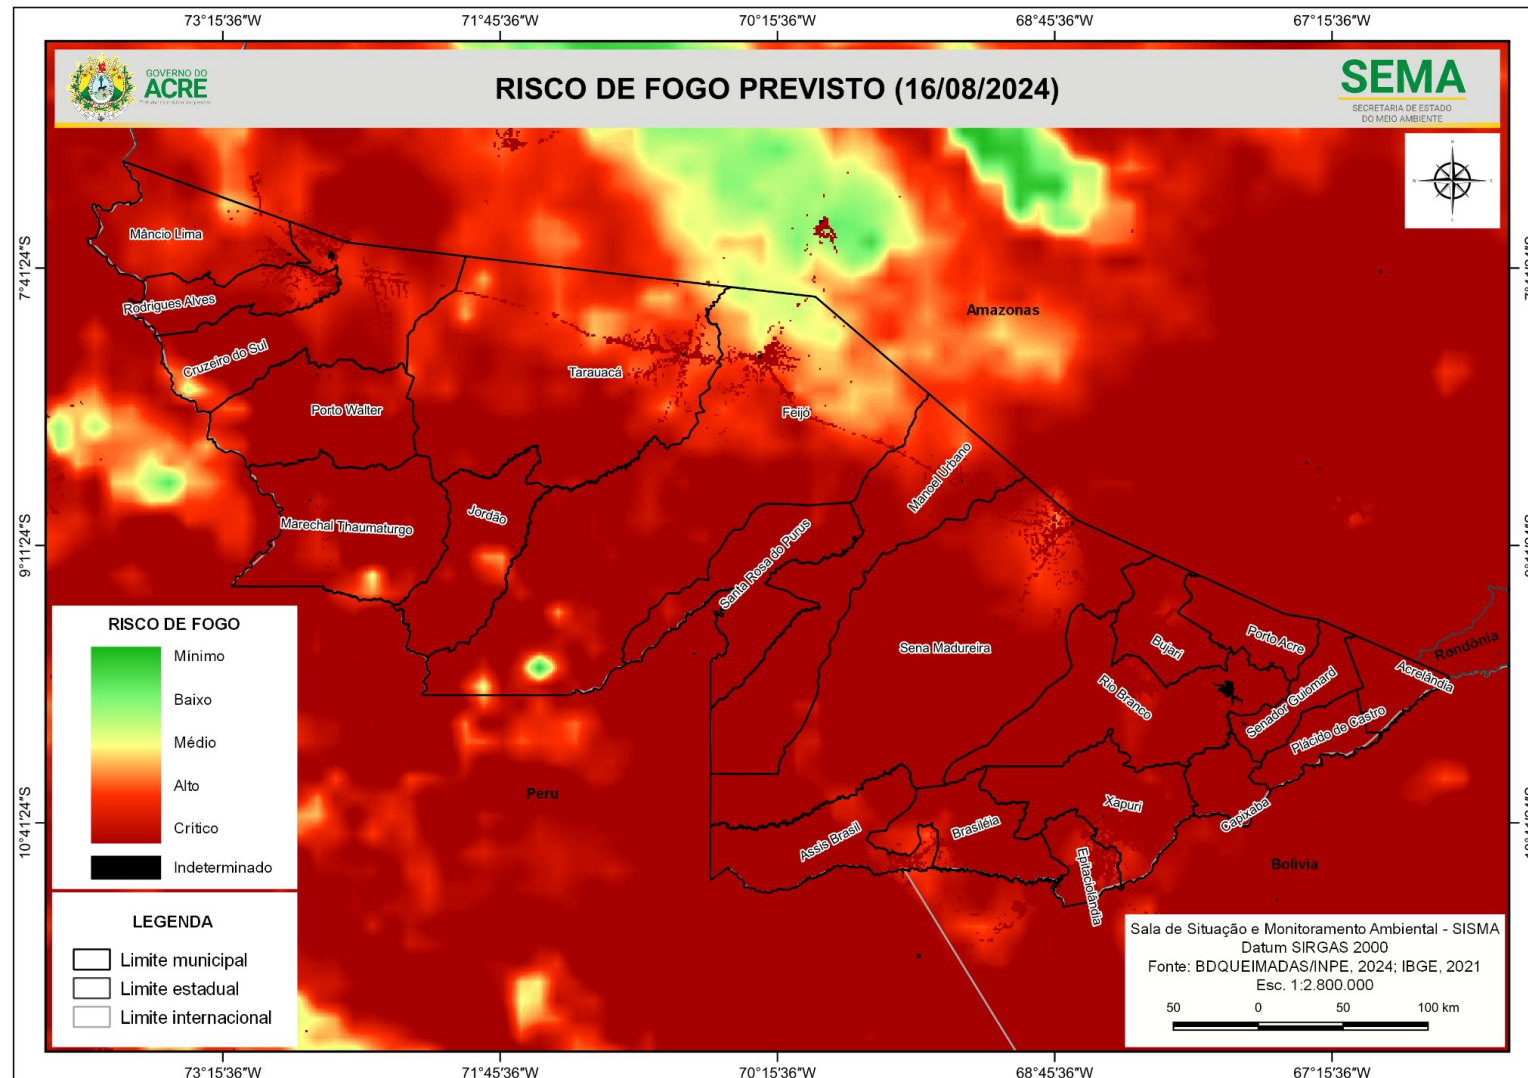 73°15'36"W
71°45'36"W
70°15'36"W
68°45'36"W
67°15'36"W
GOVERNO DO
ACRE
RISCO DE FOGO PREVISTO (16/08/2024)
SEMA
SECRETARIA DE ESTADO
DO MEIO AMBIENTE
7°41'24"S
9°11'24"S
10°41'24"S
Mâncio Lima
Rodrigues Alves
Cruzeiro do Sul
Porto Walter
Marechal Thaumaturgo
Jordão
Tarauacá
Feijó
Amazonas
Manoel Urbano
Santa Rosa do Purus
Sena Madureira
Bujari
Porto Acre
Rio Branco
Senador Guiomard
Acrelândia
Rondônia
Plácido de Castro
Xapuri
Capixaba
Assis Brasil
Brasiléia
Epitaciolândia
Peru
Bolivia
RISCO DE FOGO
Mínimo
Baixo
Médio
Alto
Crítico
Indeterminado
LEGENDA
Limite municipal
Limite estadual
Limite internacional
Sala de Situação e Monitoramento Ambiental - SISMA
Datum SIRGAS 2000
Fonte: BDQUEIMADAS/INPE, 2024; IBGE, 2021
Esc. 1:2.800.000
50 0 50 100 km
73°15'36"W
71°45'36"W
70°15'36"W
68°45'36"W
67°15'36"W